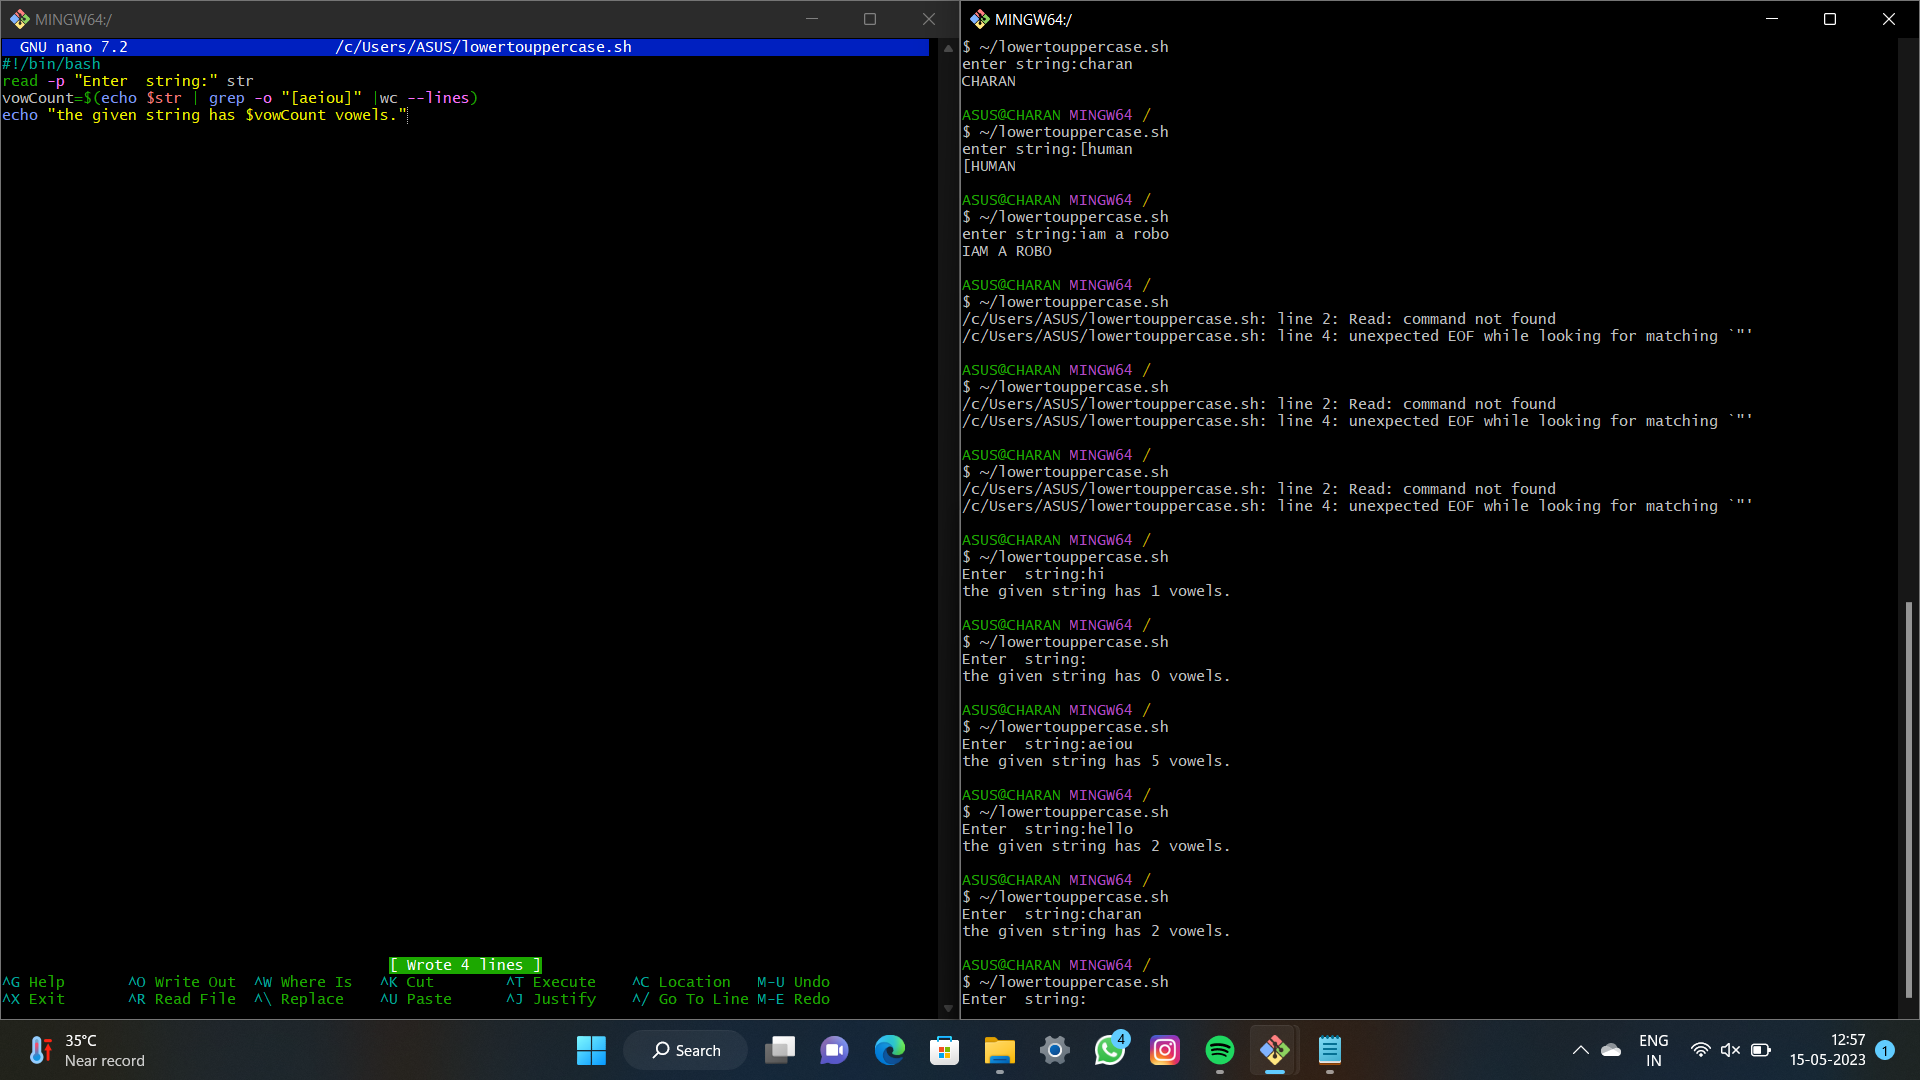 MINGW64:/
GNU nano 7.2 /c/Users/ASUS/lowertouppercase.sh
#!/bin/bash
read -p "Enter  string:" str
vowCount=$(echo $str | grep -o "[aeiou]" |wc --lines)
echo "the given string has $vowCount vowels."
[ Wrote 4 lines ]
^G Help ^O Write Out ^W Where Is ^K Cut ^T Execute ^C Location M-U Undo
^X Exit ^R Read File ^\ Replace ^U Paste ^J Justify ^/ Go To Line M-E Redo
MINGW64:/
$ ~/lowertouppercase.sh
enter string:charan
CHARAN
ASUS@CHARAN MINGW64 /
$ ~/lowertouppercase.sh
enter string:[human
[HUMAN
ASUS@CHARAN MINGW64 /
$ ~/lowertouppercase.sh
enter string:iam a robo
IAM A ROBO
ASUS@CHARAN MINGW64 /
$ ~/lowertouppercase.sh
/c/Users/ASUS/lowertouppercase.sh: line 2: Read: command not found
/c/Users/ASUS/lowertouppercase.sh: line 4: unexpected EOF while looking for matching `"'
ASUS@CHARAN MINGW64 /
$ ~/lowertouppercase.sh
/c/Users/ASUS/lowertouppercase.sh: line 2: Read: command not found
/c/Users/ASUS/lowertouppercase.sh: line 4: unexpected EOF while looking for matching `"'
ASUS@CHARAN MINGW64 /
$ ~/lowertouppercase.sh
/c/Users/ASUS/lowertouppercase.sh: line 2: Read: command not found
/c/Users/ASUS/lowertouppercase.sh: line 4: unexpected EOF while looking for matching `"'
ASUS@CHARAN MINGW64 /
$ ~/lowertouppercase.sh
Enter  string:hi
the given string has 1 vowels.
ASUS@CHARAN MINGW64 /
$ ~/lowertouppercase.sh
Enter  string:
the given string has 0 vowels.
ASUS@CHARAN MINGW64 /
$ ~/lowertouppercase.sh
Enter  string:aeiou
the given string has 5 vowels.
ASUS@CHARAN MINGW64 /
$ ~/lowertouppercase.sh
Enter  string:hello
the given string has 2 vowels.
ASUS@CHARAN MINGW64 /
$ ~/lowertouppercase.sh
Enter  string:charan
the given string has 2 vowels.
ASUS@CHARAN MINGW64 /
$ ~/lowertouppercase.sh
Enter  string:
35°C
Near record
Search
4
ENG
IN
12:57
15-05-2023
1